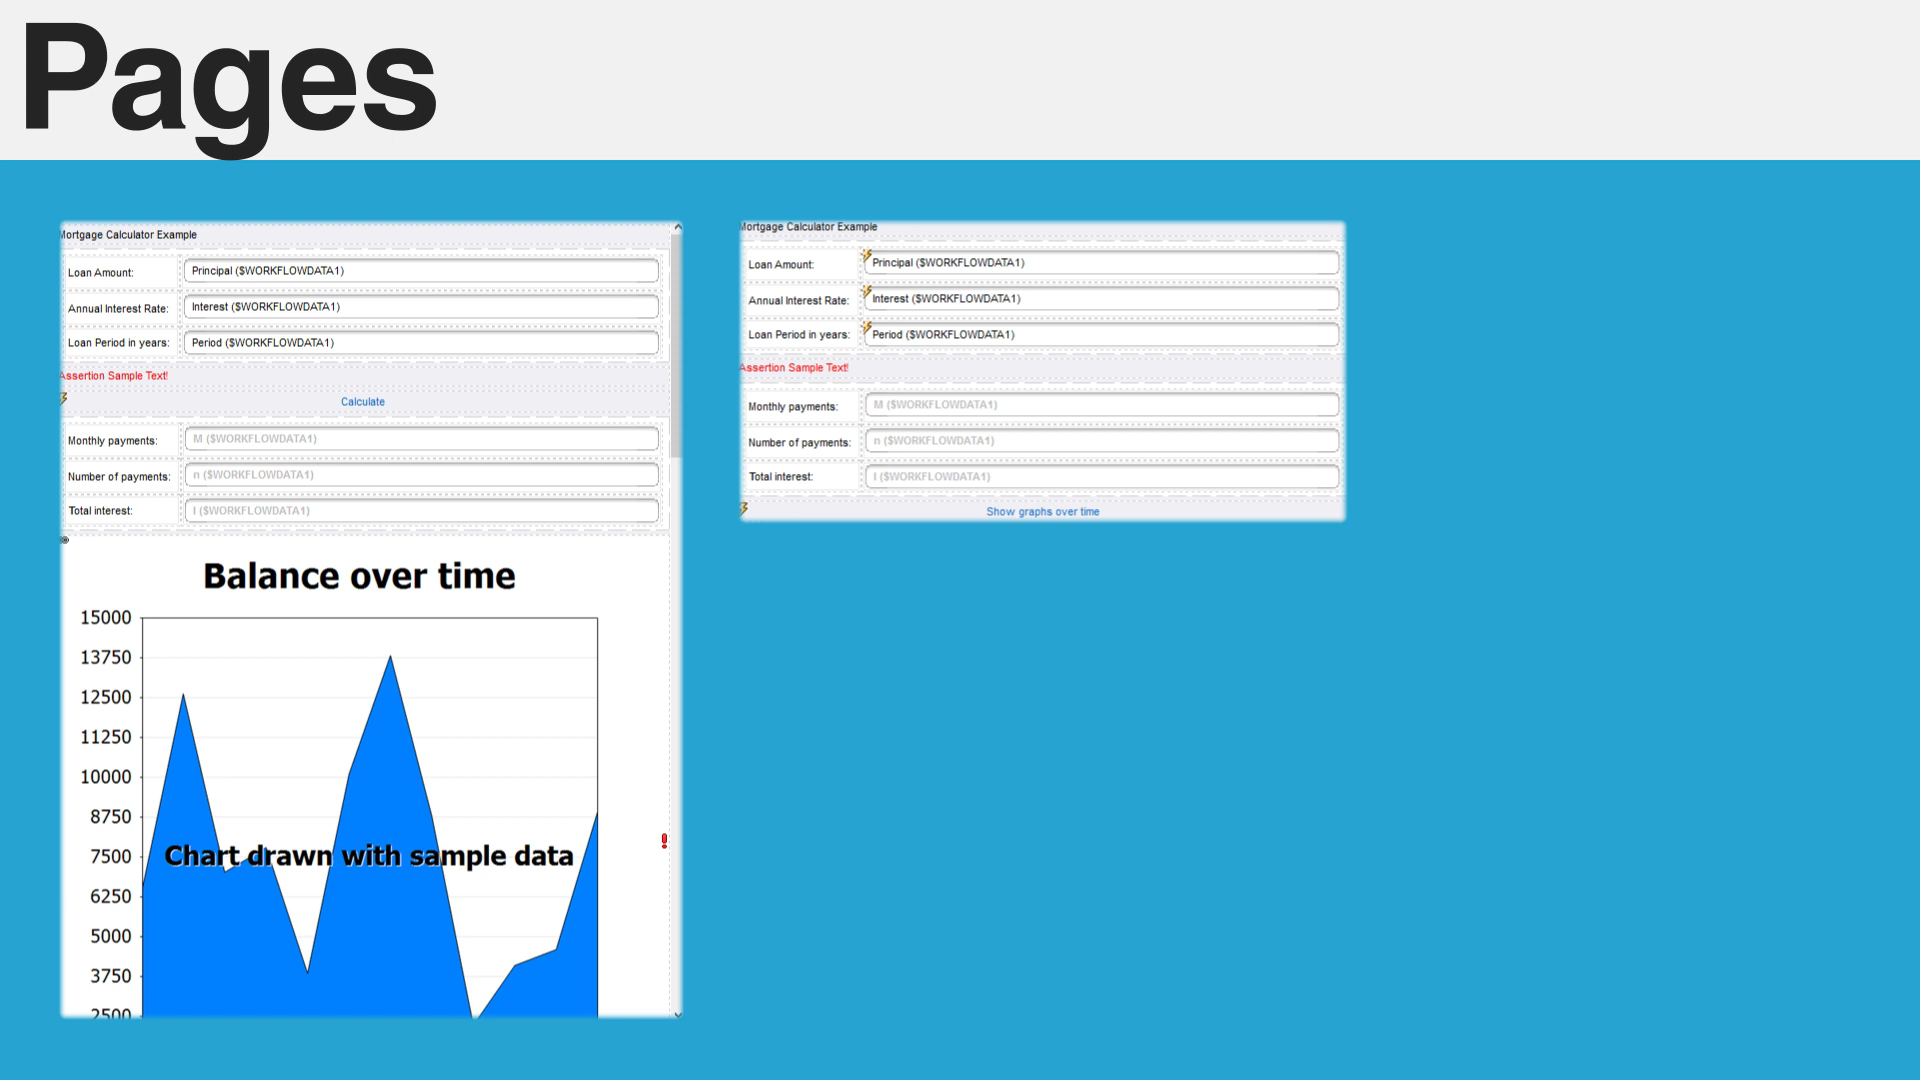 Pages
Mortgage Calculator Example
Loan Amount: Principal ($WORKFLOWDATA1)
Annual Interest Rate: Interest ($WORKFLOWDATA1)
Loan Period in years: Period ($WORKFLOWDATA1)
Assertion Sample Text!
Calculate
Monthly payments: M ($WORKFLOWDATA1)
Number of payments: n ($WORKFLOWDATA1)
Total interest: I ($WORKFLOWDATA1)
Balance over time
15000
13750
12500
11250
10000
8750
7500
Chart drawn with sample data
6250
5000
3750
2500
Mortgage Calculator Example
Loan Amount: Principal ($WORKFLOWDATA1)
Annual Interest Rate: Interest ($WORKFLOWDATA1)
Loan Period in years: Period ($WORKFLOWDATA1)
Assertion Sample Text!
Monthly payments: M ($WORKFLOWDATA1)
Number of payments: n ($WORKFLOWDATA1)
Total interest: I ($WORKFLOWDATA1)
Show graphs over time